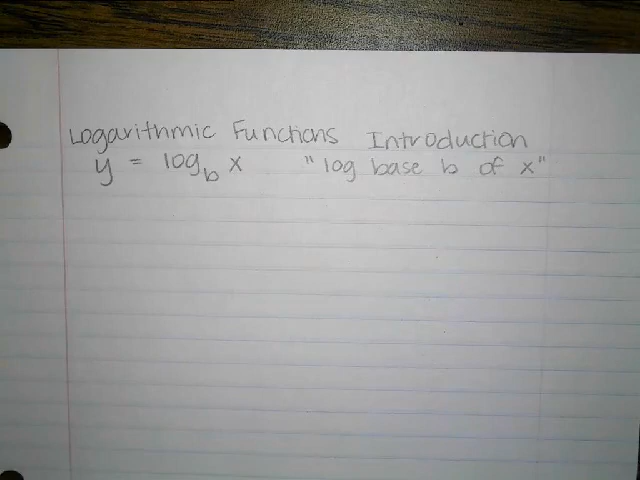 Logarithmic Functions Introduction
y = log_b x "log base b of x"